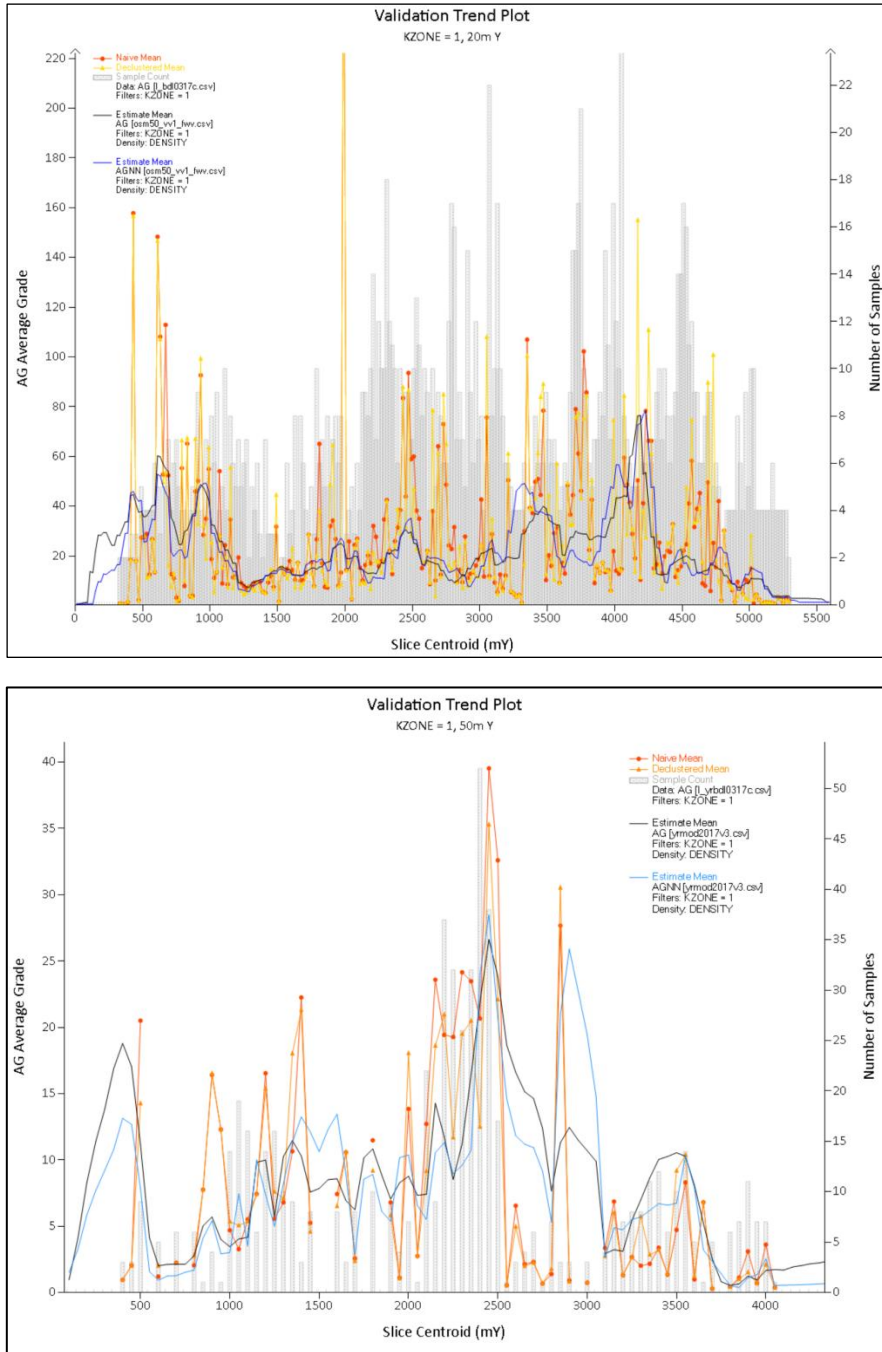 Validation Trend Plot
KZONE = 1, 20m Y
Naive Mean
Declustered Mean
Sample Count
Data: AG [l_bdl0317c.csv]
Filters: KZONE = 1
Estimate Mean
AG [osm50_vv1_fwv.csv]
Filters: KZONE = 1
Density: DENSITY
Estimate Mean
AGNN [osm50_vv1_fwv.csv]
Filters: KZONE = 1
Density: DENSITY
AG Average Grade
220
200
180
160
140
120
100
80
60
40
20
0
Number of Samples
22
20
18
16
14
12
10
8
6
4
2
0
0 500 1000 1500 2000 2500 3000 3500 4000 4500 5000 5500
Slice Centroid (mY)
Validation Trend Plot
KZONE = 1, 50m Y
Naive Mean
Declustered Mean
Sample Count
Data: AG [l_yrbdl0317c.csv]
Filters: KZONE = 1
Estimate Mean
AG [yrmod2017v3.csv]
Filters: KZONE = 1
Density: DENSITY
Estimate Mean
AGNN [yrmod2017v3.csv]
Filters: KZONE = 1
Density: DENSITY
AG Average Grade
40
35
30
25
20
15
10
5
0
Number of Samples
50
45
40
35
30
25
20
15
10
5
0
500 1000 1500 2000 2500 3000 3500 4000
Slice Centroid (mY)